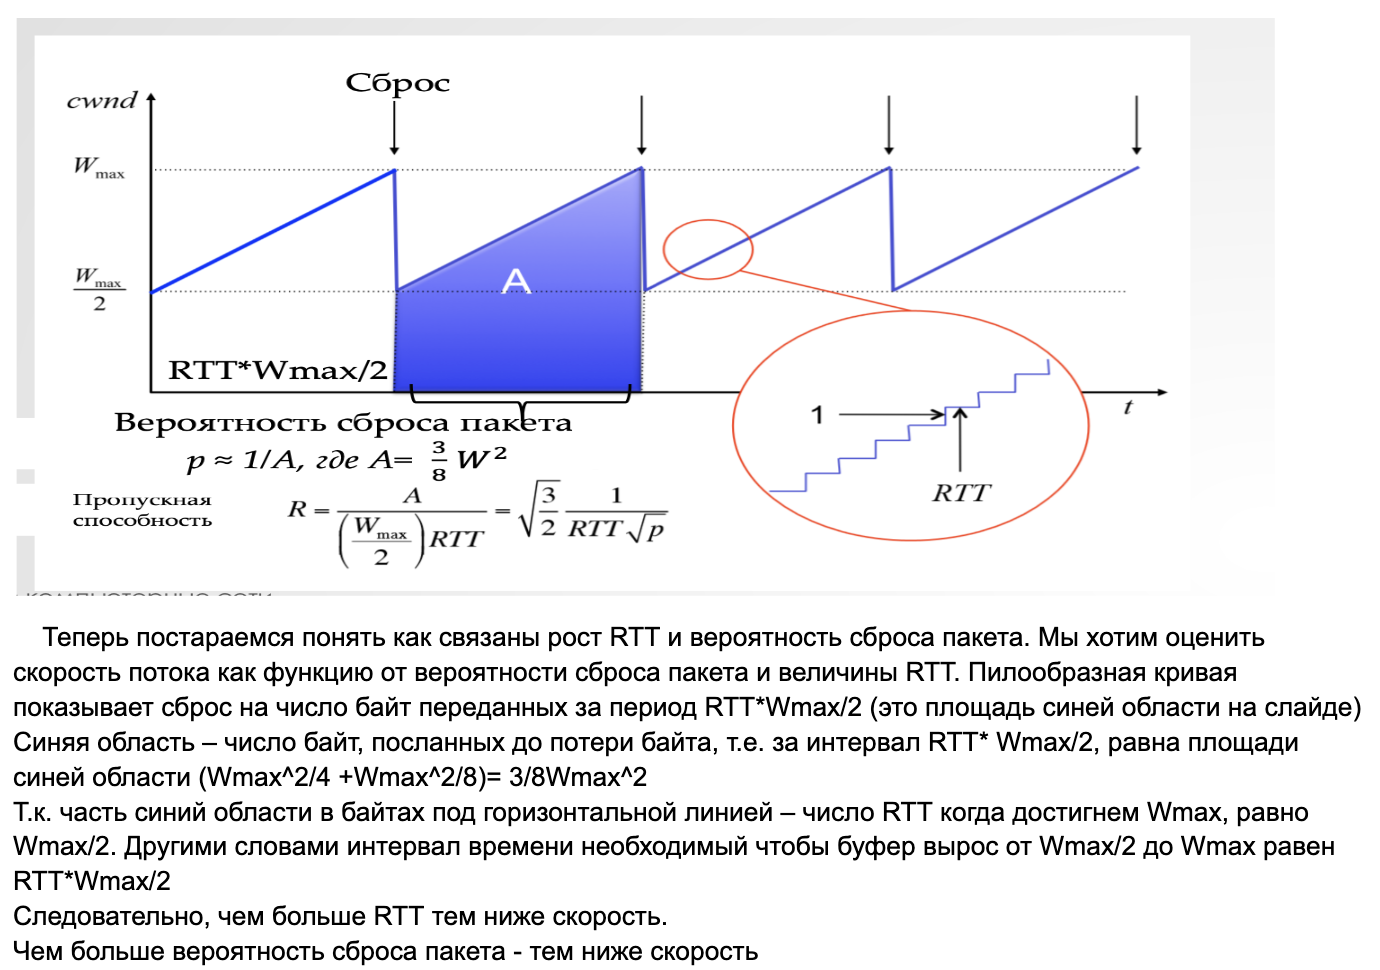 Сброс
cwnd
W max
W max / 2
A
RTT*Wmax/2
1
RTT
t
Вероятность сброса пакета
p ≈ 1/A, где A= 3/8 W²
Пропускная
способность
R = A / ((W max / 2) RTT) = √(3/2) 1 / (RTT √p)
компьютерные сети
Теперь постараемся понять как связаны рост RTT и вероятность сброса пакета. Мы хотим оценить
скорость потока как функцию от вероятности сброса пакета и величины RTT. Пилообразная кривая
показывает сброс на число байт переданных за период RTT*Wmax/2 (это площадь синей области на слайде)
Синяя область – число байт, посланных до потери байта, т.е. за интервал RTT* Wmax/2, равна площади
синей области (Wmax^2/4 +Wmax^2/8)= 3/8Wmax^2
Т.к. часть синий области в байтах под горизонтальной линией – число RTT когда достигнем Wmax, равно
Wmax/2. Другими словами интервал времени необходимый чтобы буфер вырос от Wmax/2 до Wmax равен
RTT*Wmax/2
Следовательно, чем больше RTT тем ниже скорость.
Чем больше вероятность сброса пакета - тем ниже скорость